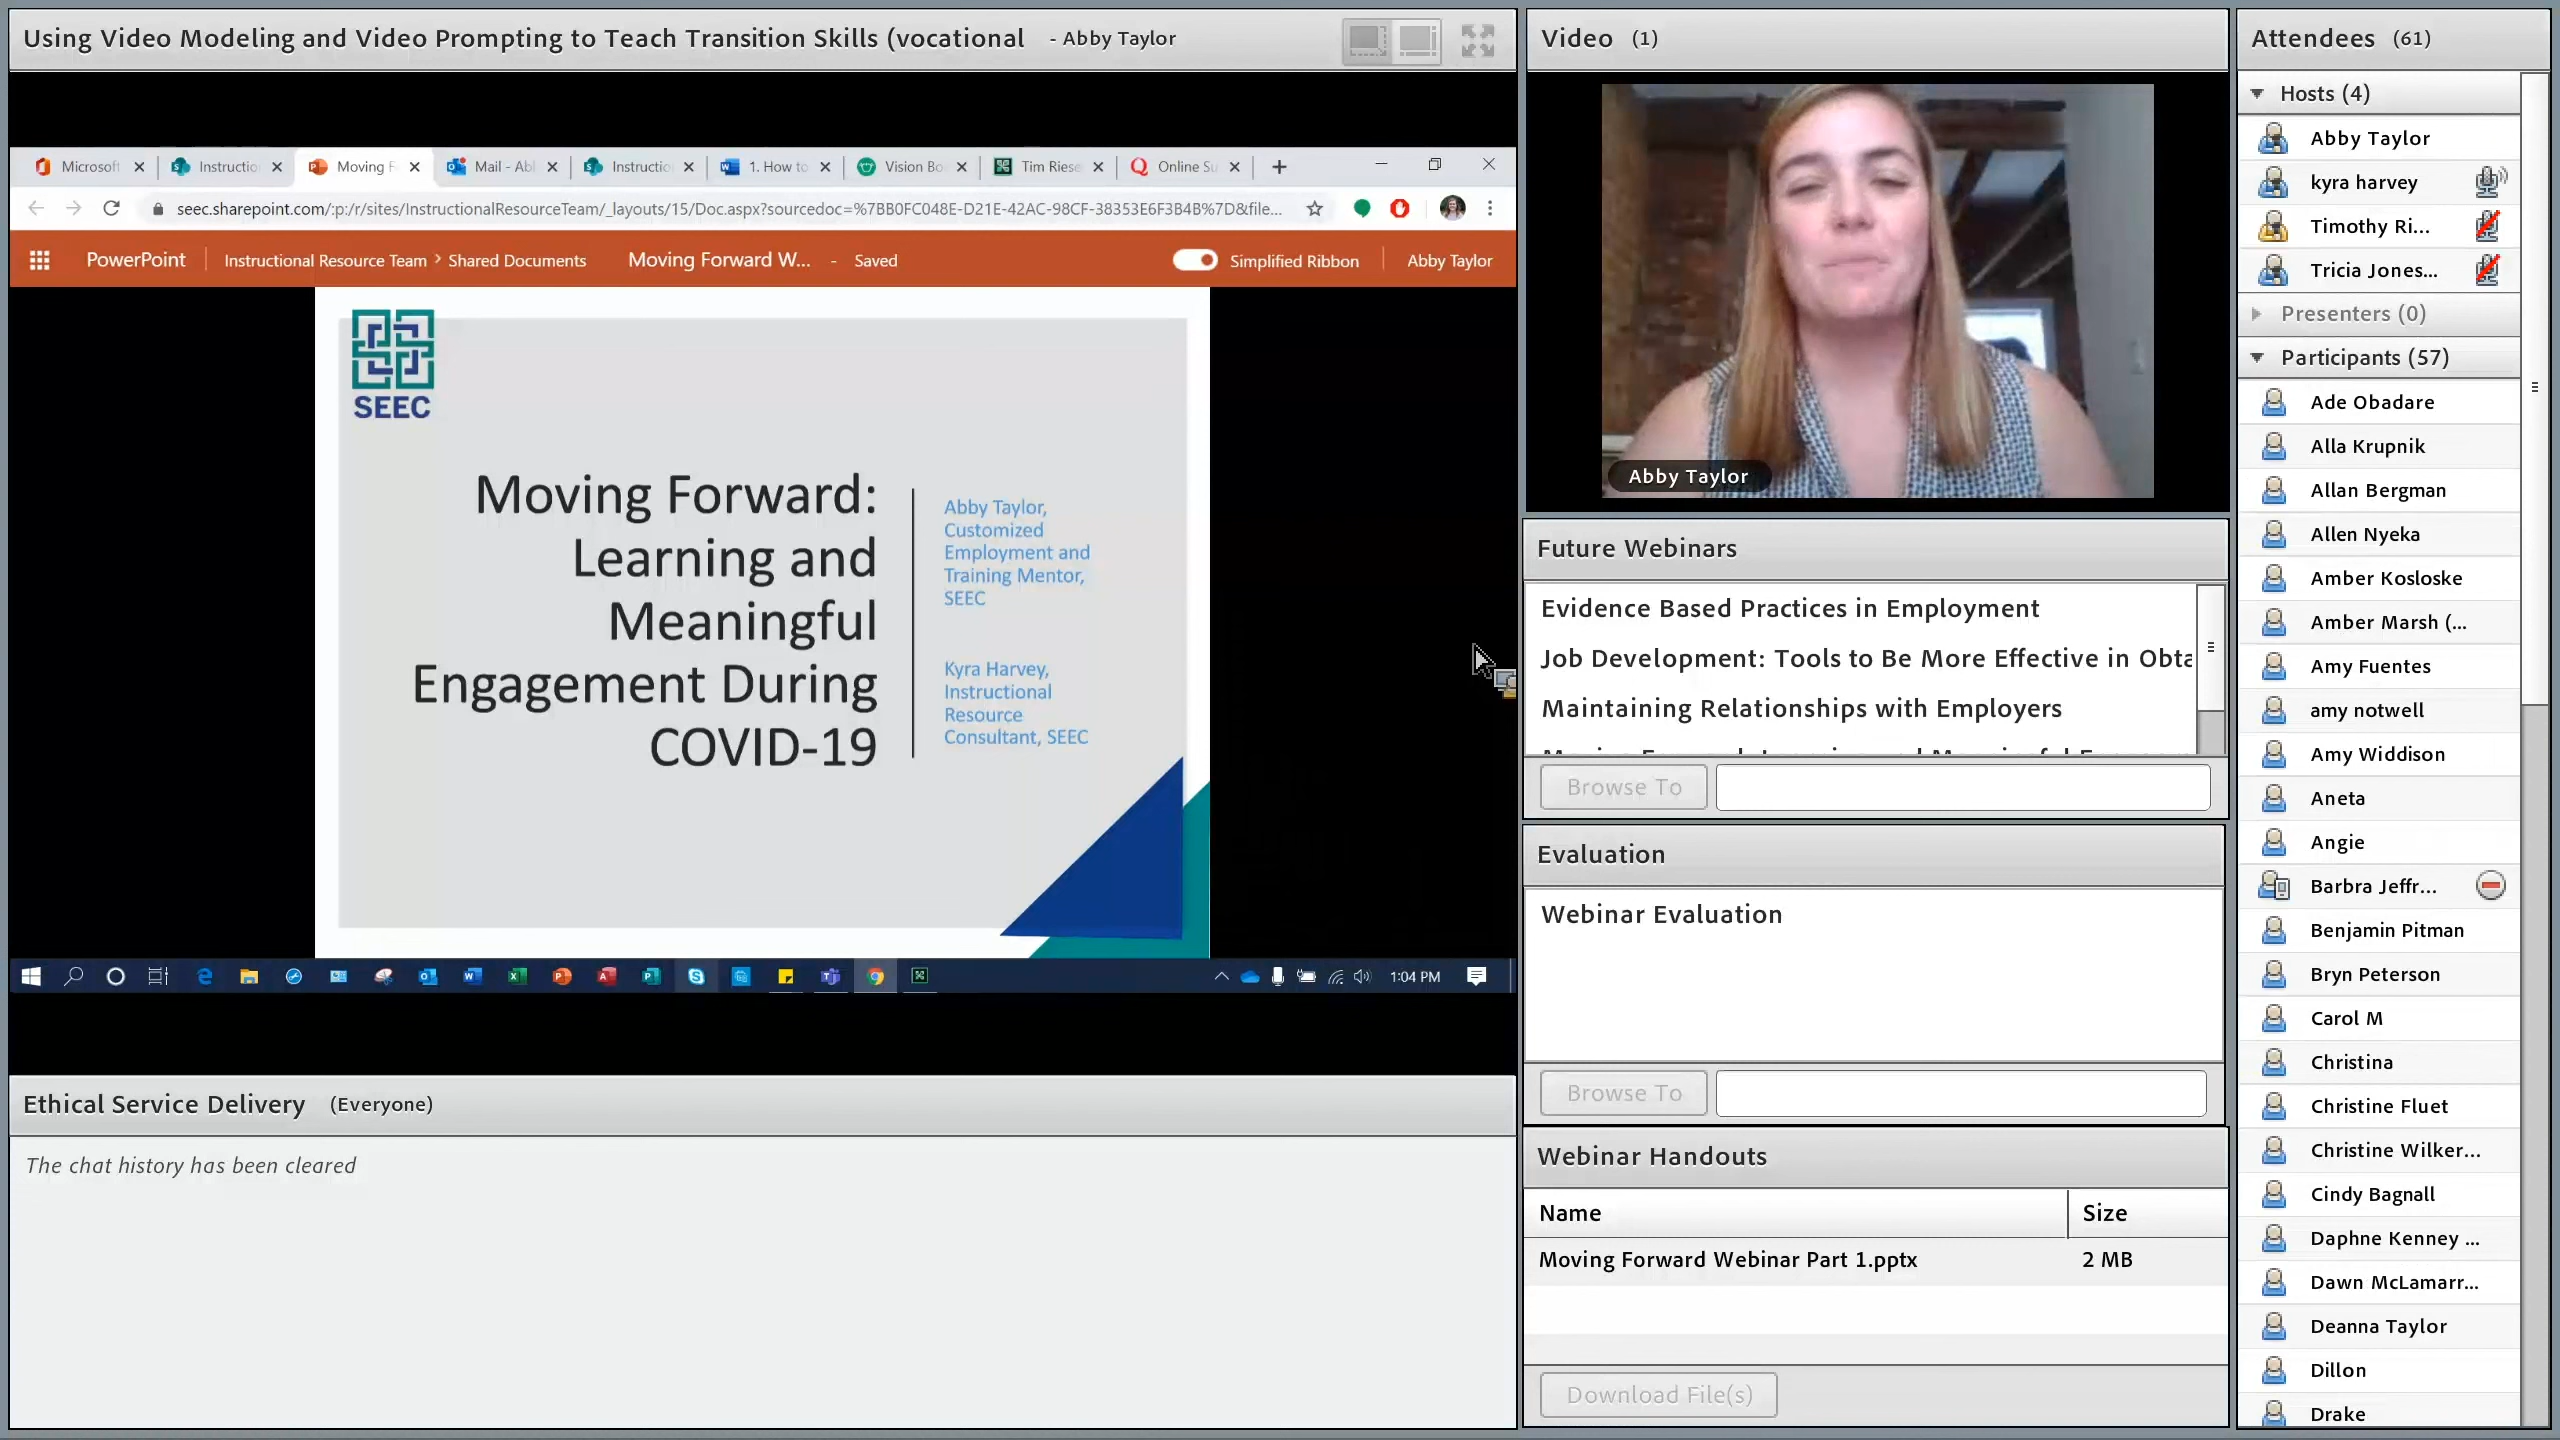 Using Video Modeling and Video Prompting to Teach Transition Skills (vocational - Abby Taylor
Microsoft
Instructio
Moving F
Mail - Abl
Instructio
1. How to
Vision Bo
Tim Riese
Online Su
seec.sharepoint.com/:p:/r/sites/InstructionalResourceTeam/_layouts/15/Doc.aspx?sourcedoc=%7BB0FC048E-D21E-42AC-98CF-38353E6F3B4B%7D&file...
PowerPoint
Instructional Resource Team > Shared Documents
Moving Forward W... - Saved
Simplified Ribbon
Abby Taylor
SEEC
Moving Forward:
Learning and
Meaningful
Engagement During
COVID-19
Abby Taylor,
Customized
Employment and
Training Mentor,
SEEC
Kyra Harvey,
Instructional
Resource
Consultant, SEEC
1:04 PM
Ethical Service Delivery (Everyone)
The chat history has been cleared
Video (1)
Abby Taylor
Future Webinars
Evidence Based Practices in Employment
Job Development: Tools to Be More Effective in Obta
Maintaining Relationships with Employers
Browse To
Evaluation
Webinar Evaluation
Browse To
Webinar Handouts
Name Size
Moving Forward Webinar Part 1.pptx 2 MB
Download File(s)
Attendees (61)
Hosts (4)
Abby Taylor
kyra harvey
Timothy Ri...
Tricia Jones...
Presenters (0)
Participants (57)
Ade Obadare
Alla Krupnik
Allan Bergman
Allen Nyeka
Amber Kosloske
Amber Marsh (...
Amy Fuentes
amy notwell
Amy Widdison
Aneta
Angie
Barbra Jeffr...
Benjamin Pitman
Bryn Peterson
Carol M
Christina
Christine Fluet
Christine Wilker...
Cindy Bagnall
Daphne Kenney ...
Dawn McLamarr...
Deanna Taylor
Dillon
Drake